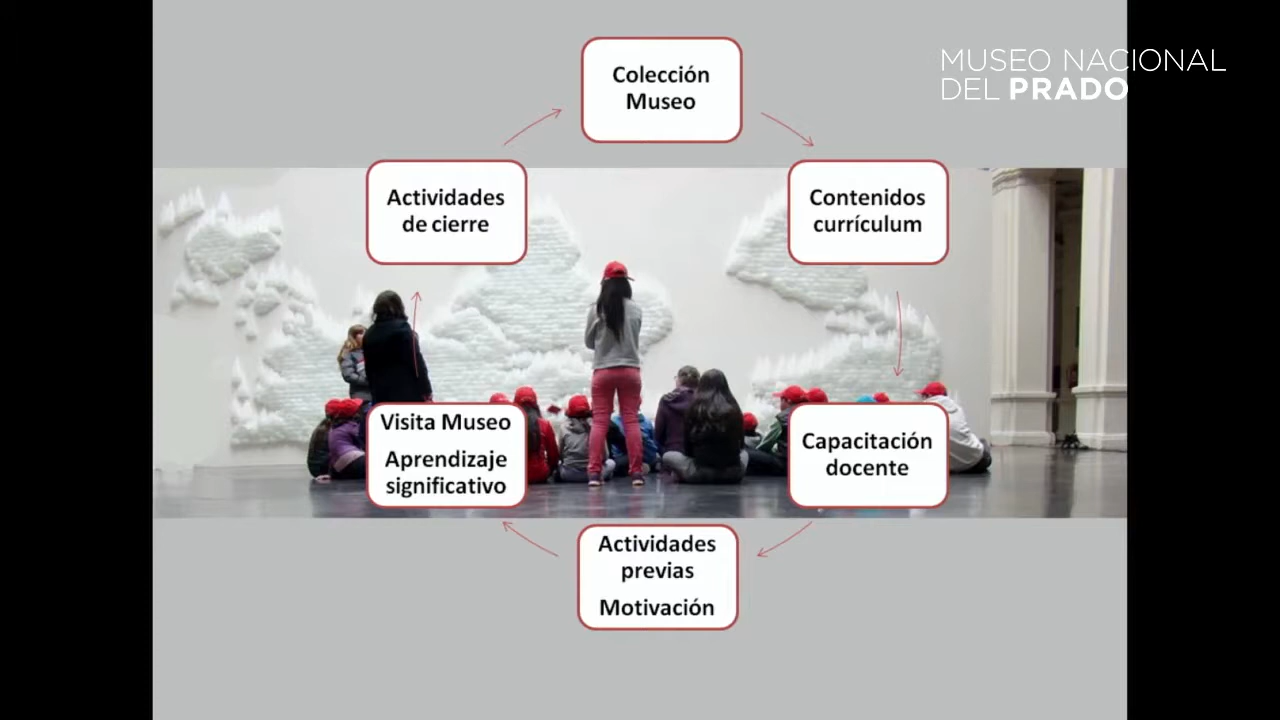 MUSEO NACIONAL
DEL PRADO
Colección
Museo
Contenidos
currículum
Capacitación
docente
Actividades
previas
Motivación
Visita Museo
Aprendizaje
significativo
Actividades
de cierre